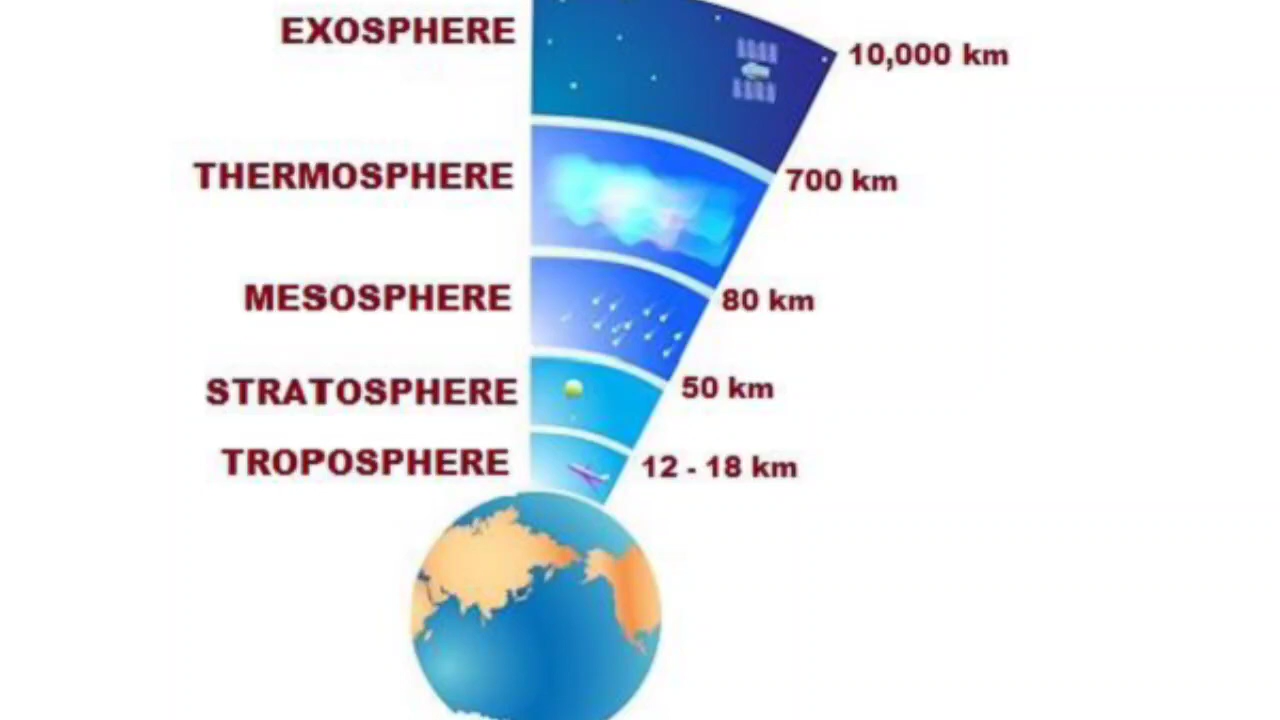 EXOSPHERE
10,000 km
THERMOSPHERE
700 km
MESOSPHERE
80 km
STRATOSPHERE
50 km
TROPOSPHERE
12 - 18 km